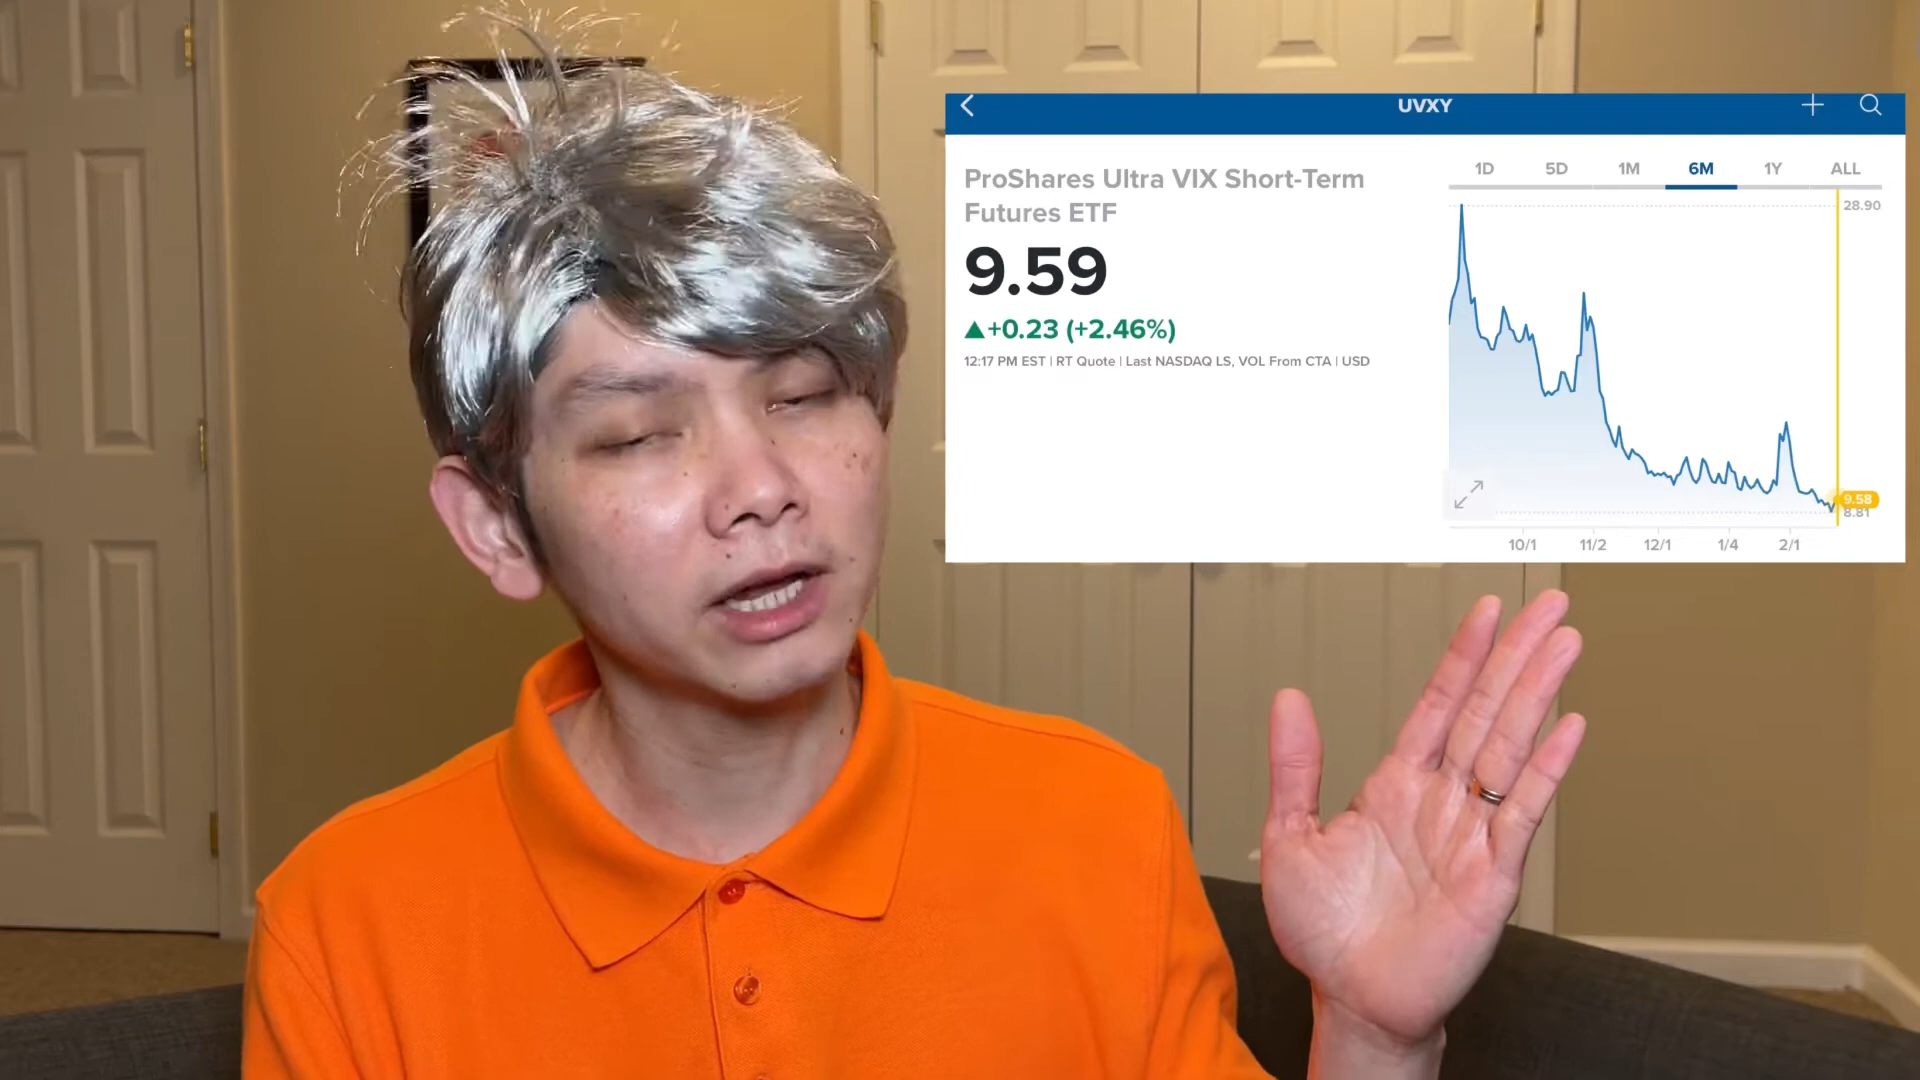 UVXY
ProShares Ultra VIX Short-Term
Futures ETF
9.59
▲+0.23 (+2.46%)
12:17 PM EST | RT Quote | Last NASDAQ LS, VOL From CTA | USD
1D 5D 1M 6M 1Y ALL
28.90
9.58
8.81
10/1 11/2 12/1 1/4 2/1